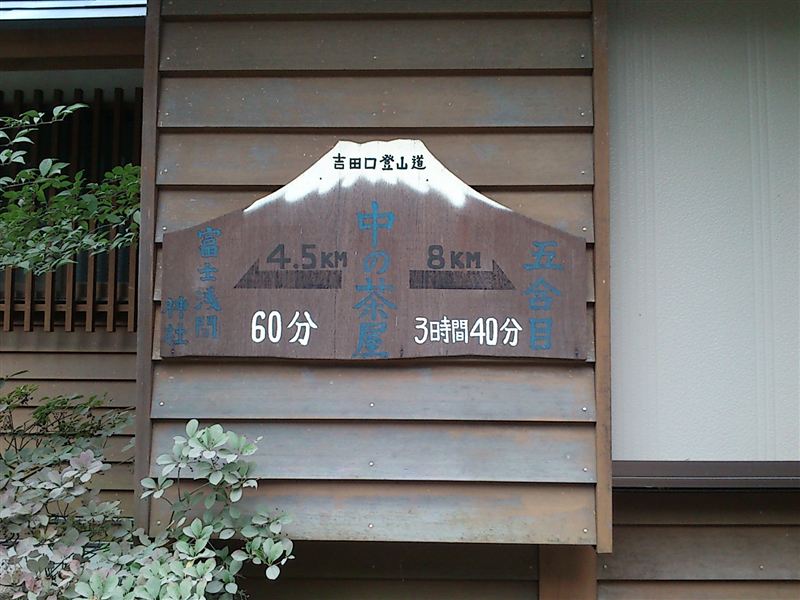 吉田口登山道
富士浅間
神社
4.5KM
60分
中の茶屋
8KM
3時間40分
五合目